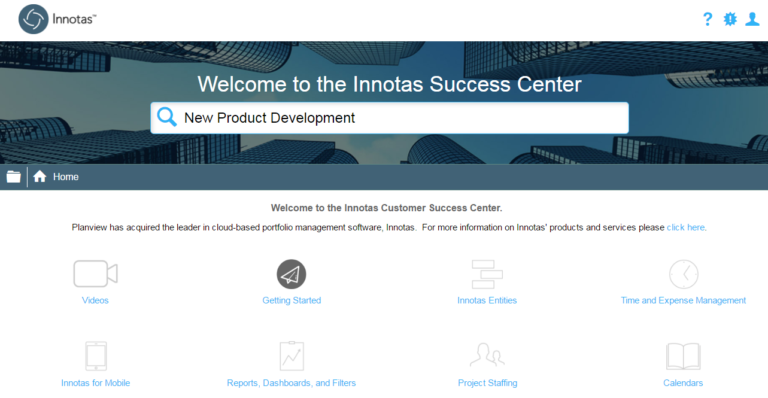 Innotas™
?
Welcome to the Innotas Success Center
New Product Development
Home
Welcome to the Innotas Customer Success Center.
Planview has acquired the leader in cloud-based portfolio management software, Innotas. For more information on Innotas' products and services please click here.
Videos
Getting Started
Innotas Entities
Time and Expense Management
Innotas for Mobile
Reports, Dashboards, and Filters
Project Staffing
Calendars